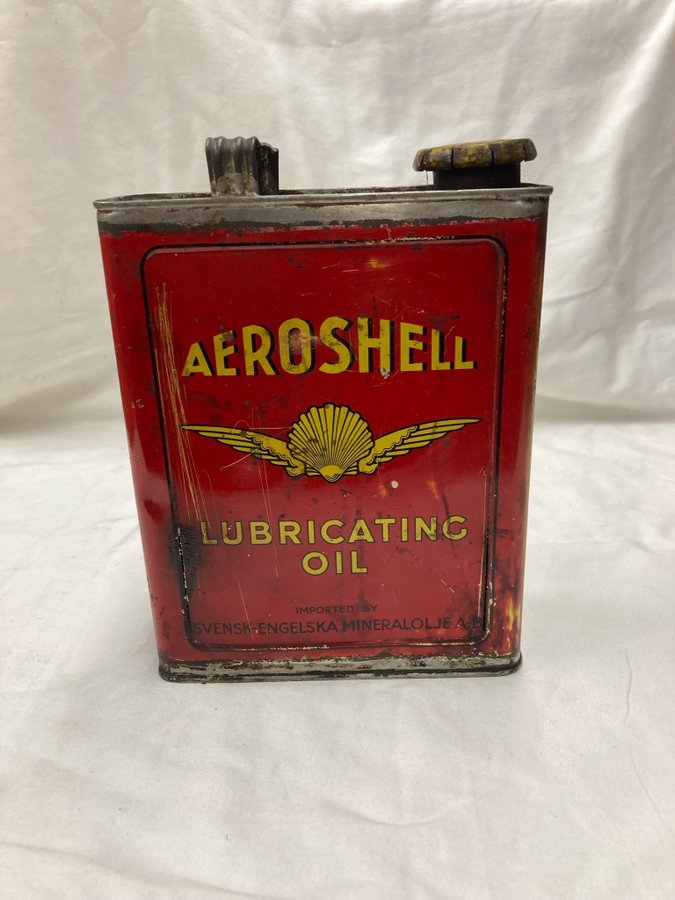 AEROSHELL
LUBRICATING
OIL
IMPORTED BY
SVENSK-ENGELSKA MINERALOLJE A-B